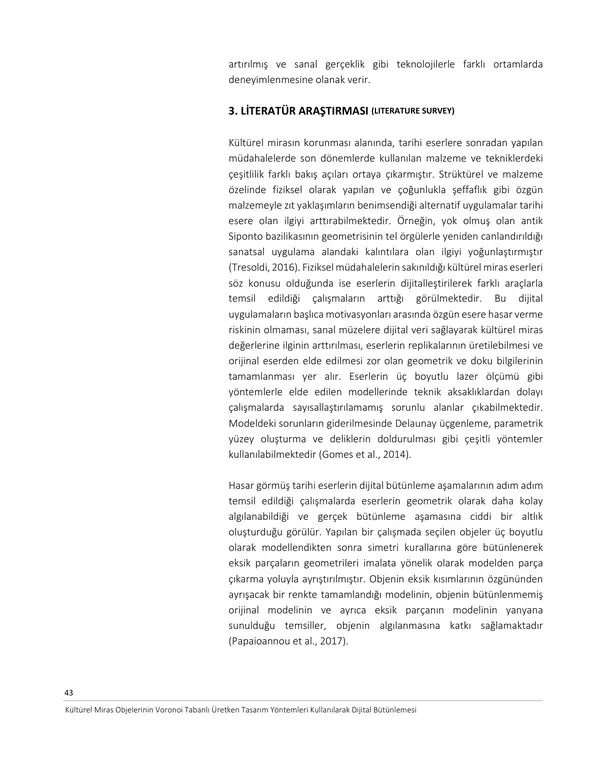 artırılmış ve sanal gerçeklik gibi teknolojilerle farklı ortamlarda
deneyimlenmesine olanak verir.
3. LİTERATÜR ARAŞTIRMASI (LITERATURE SURVEY)
Kültürel mirasın korunması alanında, tarihi eserlere sonradan yapılan
müdahalelerde son dönemlerde kullanılan malzeme ve tekniklerdeki
çeşitlilik farklı bakış açıları ortaya çıkarmıştır. Strüktürel ve malzeme
özelinde fiziksel olarak yapılan ve çoğunlukla şeffaflık gibi özgün
malzemeyle zıt yaklaşımların benimsendiği alternatif uygulamalar tarihi
esere olan ilgiyi arttırabilmektedir. Örneğin, yok olmuş olan antik
Siponto bazilikasının geometrisinin tel örgülerle yeniden canlandırıldığı
sanatsal uygulama alandaki kalıntılara olan ilgiyi yoğunlaştırmıştır
(Tresoldi, 2016). Fiziksel müdahalelerin sakınıldığı kültürel miras eserleri
söz konusu olduğunda ise eserlerin dijitalleştirilerek farklı araçlarla
temsil edildiği çalışmaların arttığı görülmektedir. Bu dijital
uygulamaların başlıca motivasyonları arasında özgün esere hasar verme
riskinin olmaması, sanal müzelere dijital veri sağlayarak kültürel miras
değerlerine ilginin arttırılması, eserlerin replikalarının üretilebilmesi ve
orijinal eserden elde edilmesi zor olan geometrik ve doku bilgilerinin
tamamlanması yer alır. Eserlerin üç boyutlu lazer ölçümü gibi
yöntemlerle elde edilen modellerinde teknik aksaklıklardan dolayı
çalışmalarda sayısallaştırılamamış sorunlu alanlar çıkabilmektedir.
Modeldeki sorunların giderilmesinde Delaunay üçgenleme, parametrik
yüzey oluşturma ve deliklerin doldurulması gibi çeşitli yöntemler
kullanılabilmektedir (Gomes et al., 2014).
Hasar görmüş tarihi eserlerin dijital bütünleme aşamalarının adım adım
temsil edildiği çalışmalarda eserlerin geometrik olarak daha kolay
algılanabildiği ve gerçek bütünleme aşamasına ciddi bir altlık
oluşturduğu görülür. Yapılan bir çalışmada seçilen objeler üç boyutlu
olarak modellendikten sonra simetri kurallarına göre bütünlenerek
eksik parçaların geometrileri imalata yönelik olarak modelden parça
çıkarma yoluyla ayrıştırılmıştır. Objenin eksik kısımlarının özgününden
ayrışacak bir renkte tamamlandığı modelinin, objenin bütünlenmemiş
orijinal modelinin ve ayrıca eksik parçanın modelinin yanyana
sunulduğu temsiller, objenin algılanmasına katkı sağlamaktadır
(Papaioannou et al., 2017).
43
Kültürel Miras Objelerinin Voronoi Tabanlı Üretken Tasarım Yöntemleri Kullanılarak Dijital Bütünlemesi